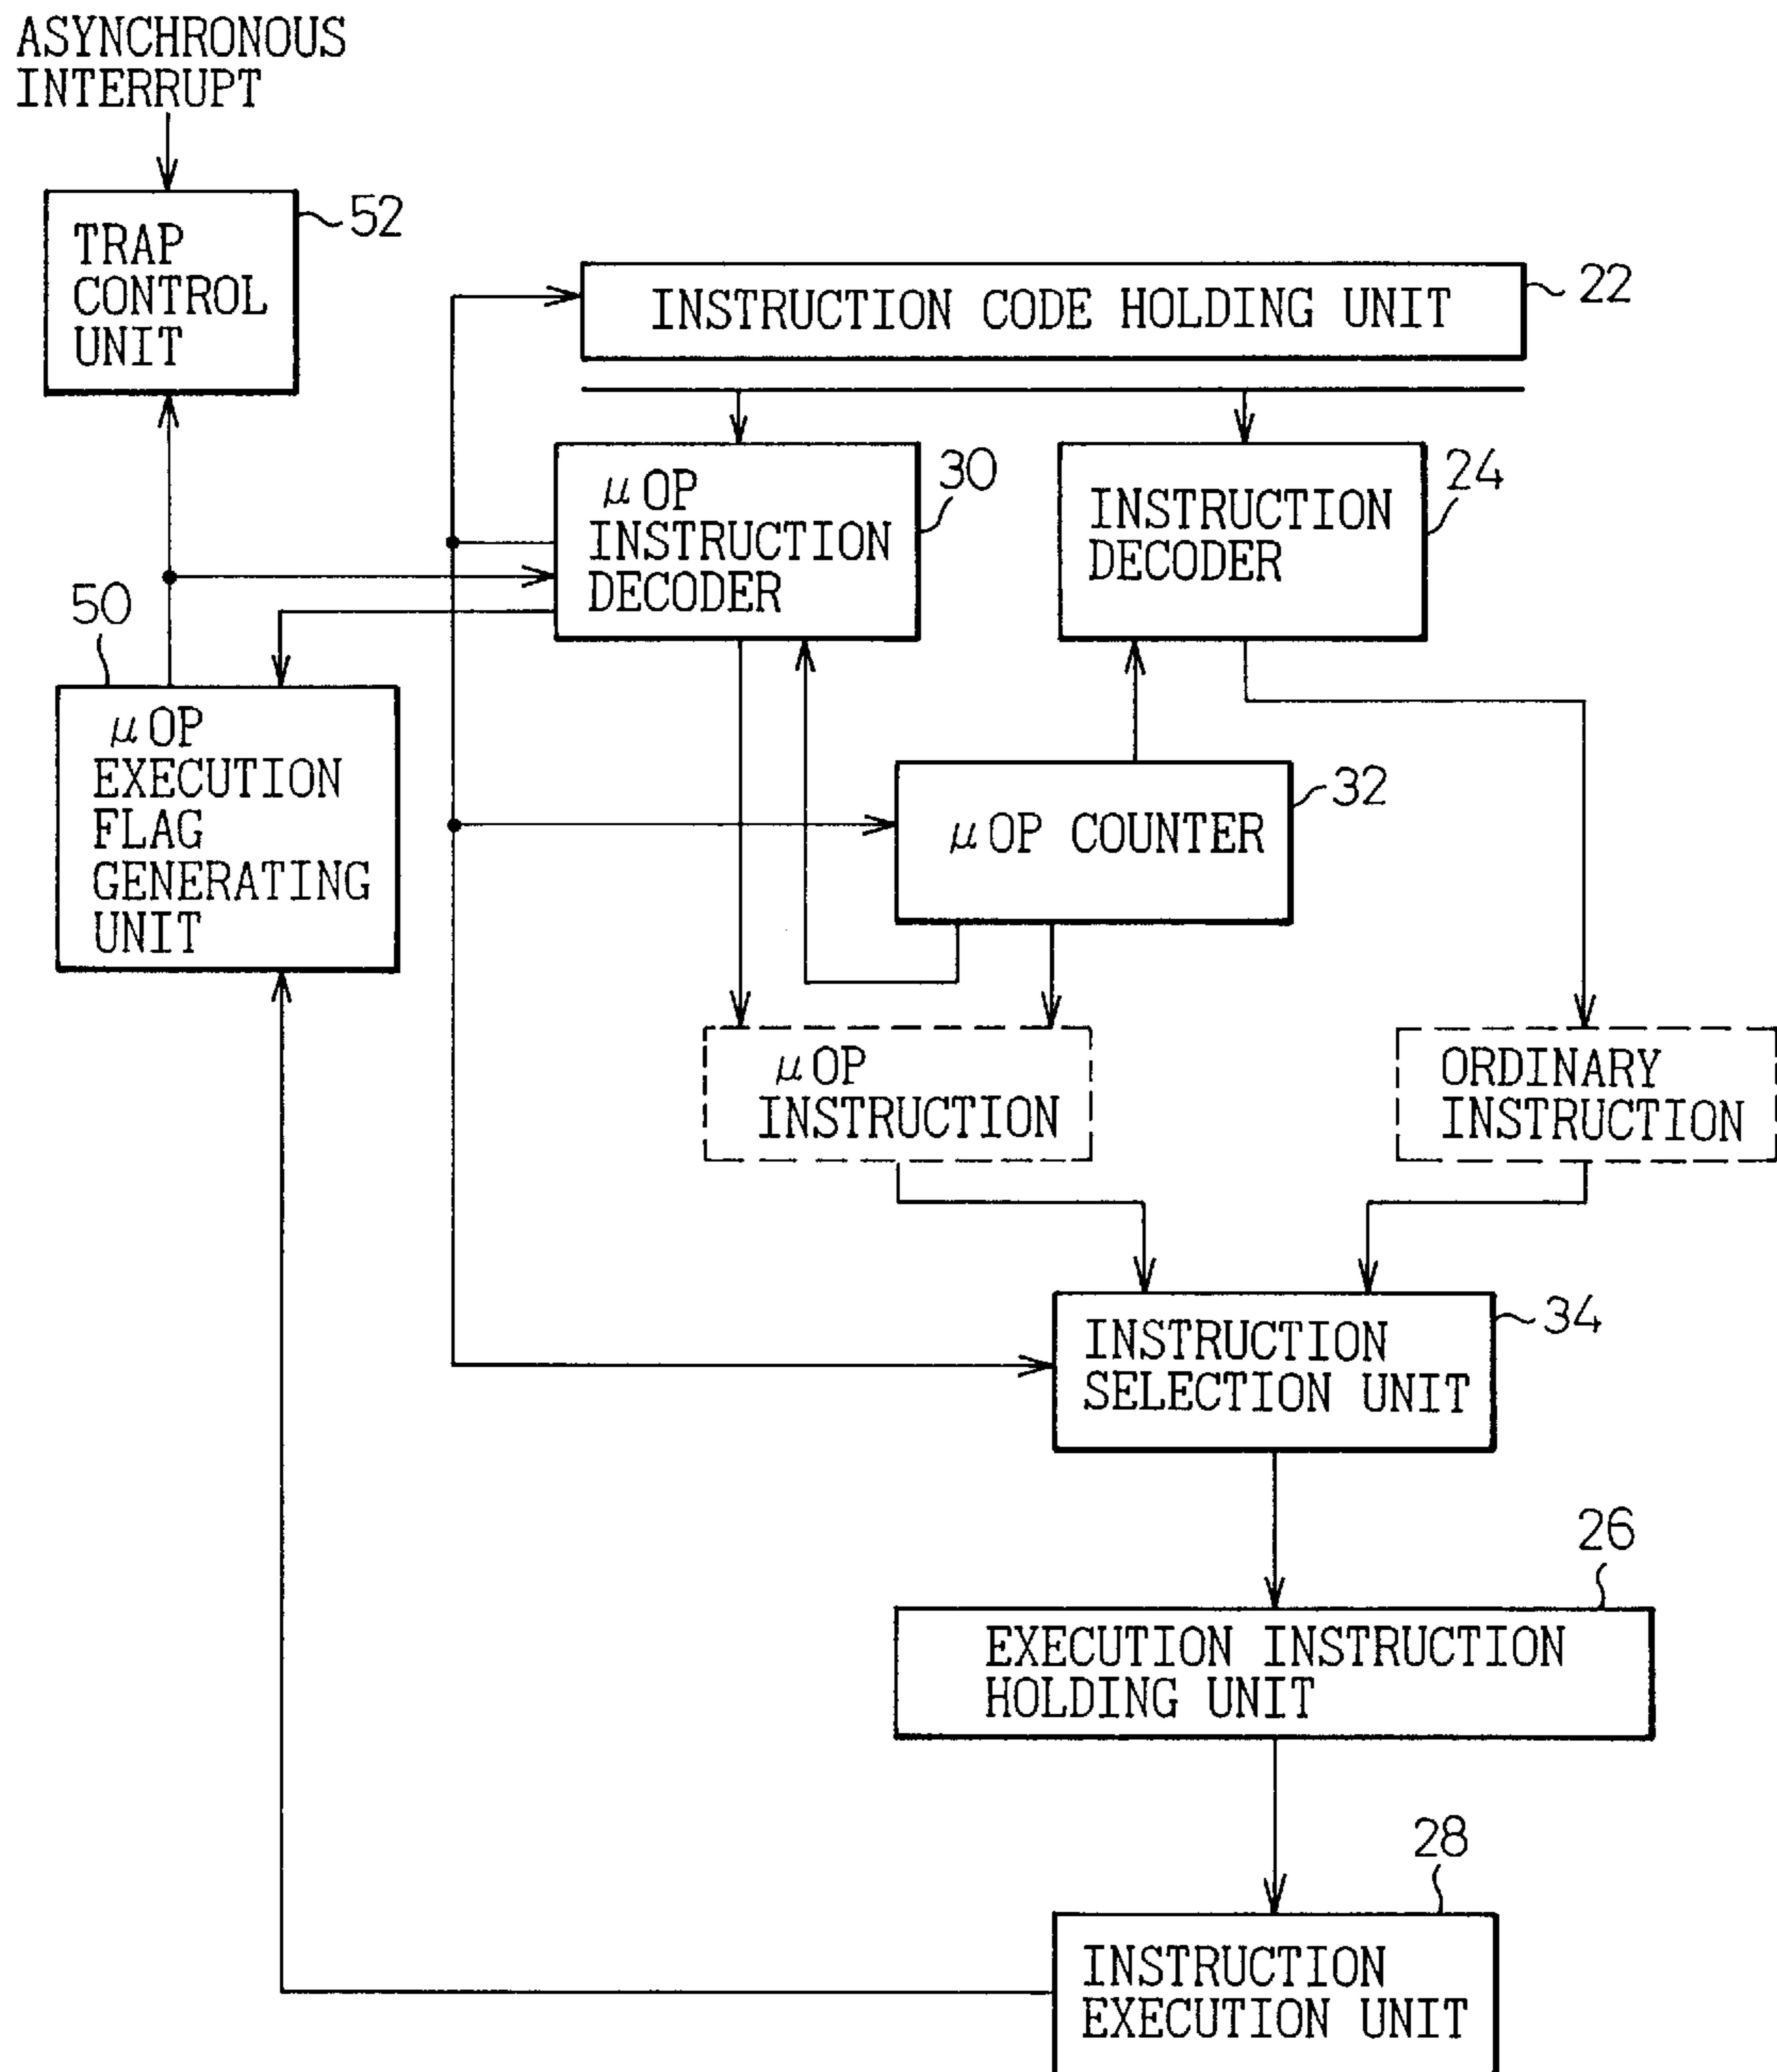 ASYNCHRONOUS
INTERRUPT
TRAP
CONTROL
UNIT
52
INSTRUCTION CODE HOLDING UNIT
22
μOP
INSTRUCTION
DECODER
30
INSTRUCTION
DECODER
24
50
μOP
EXECUTION
FLAG
GENERATING
UNIT
μOP COUNTER
32
μOP
INSTRUCTION
ORDINARY
INSTRUCTION
INSTRUCTION
SELECTION UNIT
34
26
EXECUTION INSTRUCTION
HOLDING UNIT
28
INSTRUCTION
EXECUTION UNIT